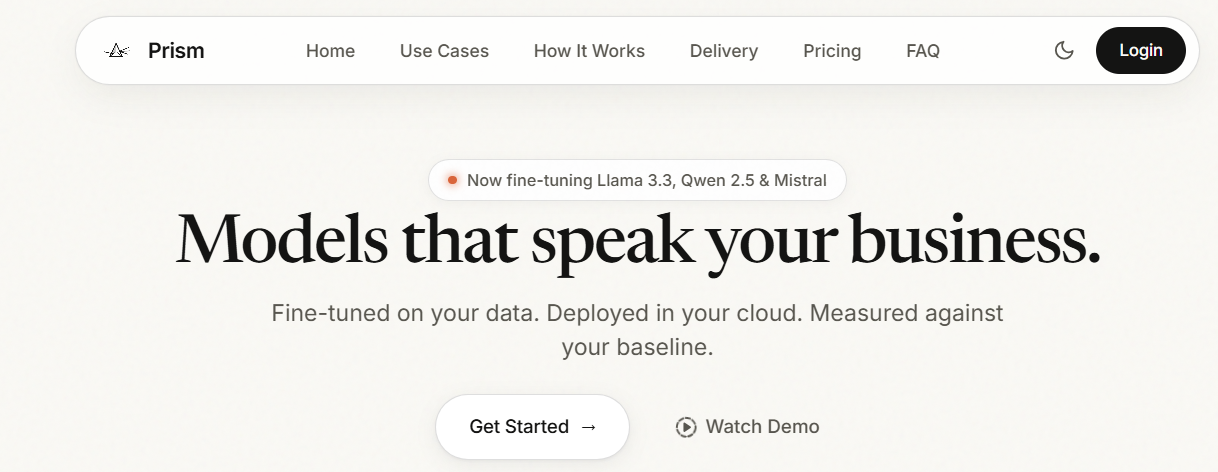 Prism
Home
Use Cases
How It Works
Delivery
Pricing
FAQ
Login
Now fine-tuning Llama 3.3, Qwen 2.5 & Mistral
Models that speak your business.
Fine-tuned on your data. Deployed in your cloud. Measured against
your baseline.
Get Started →
Watch Demo